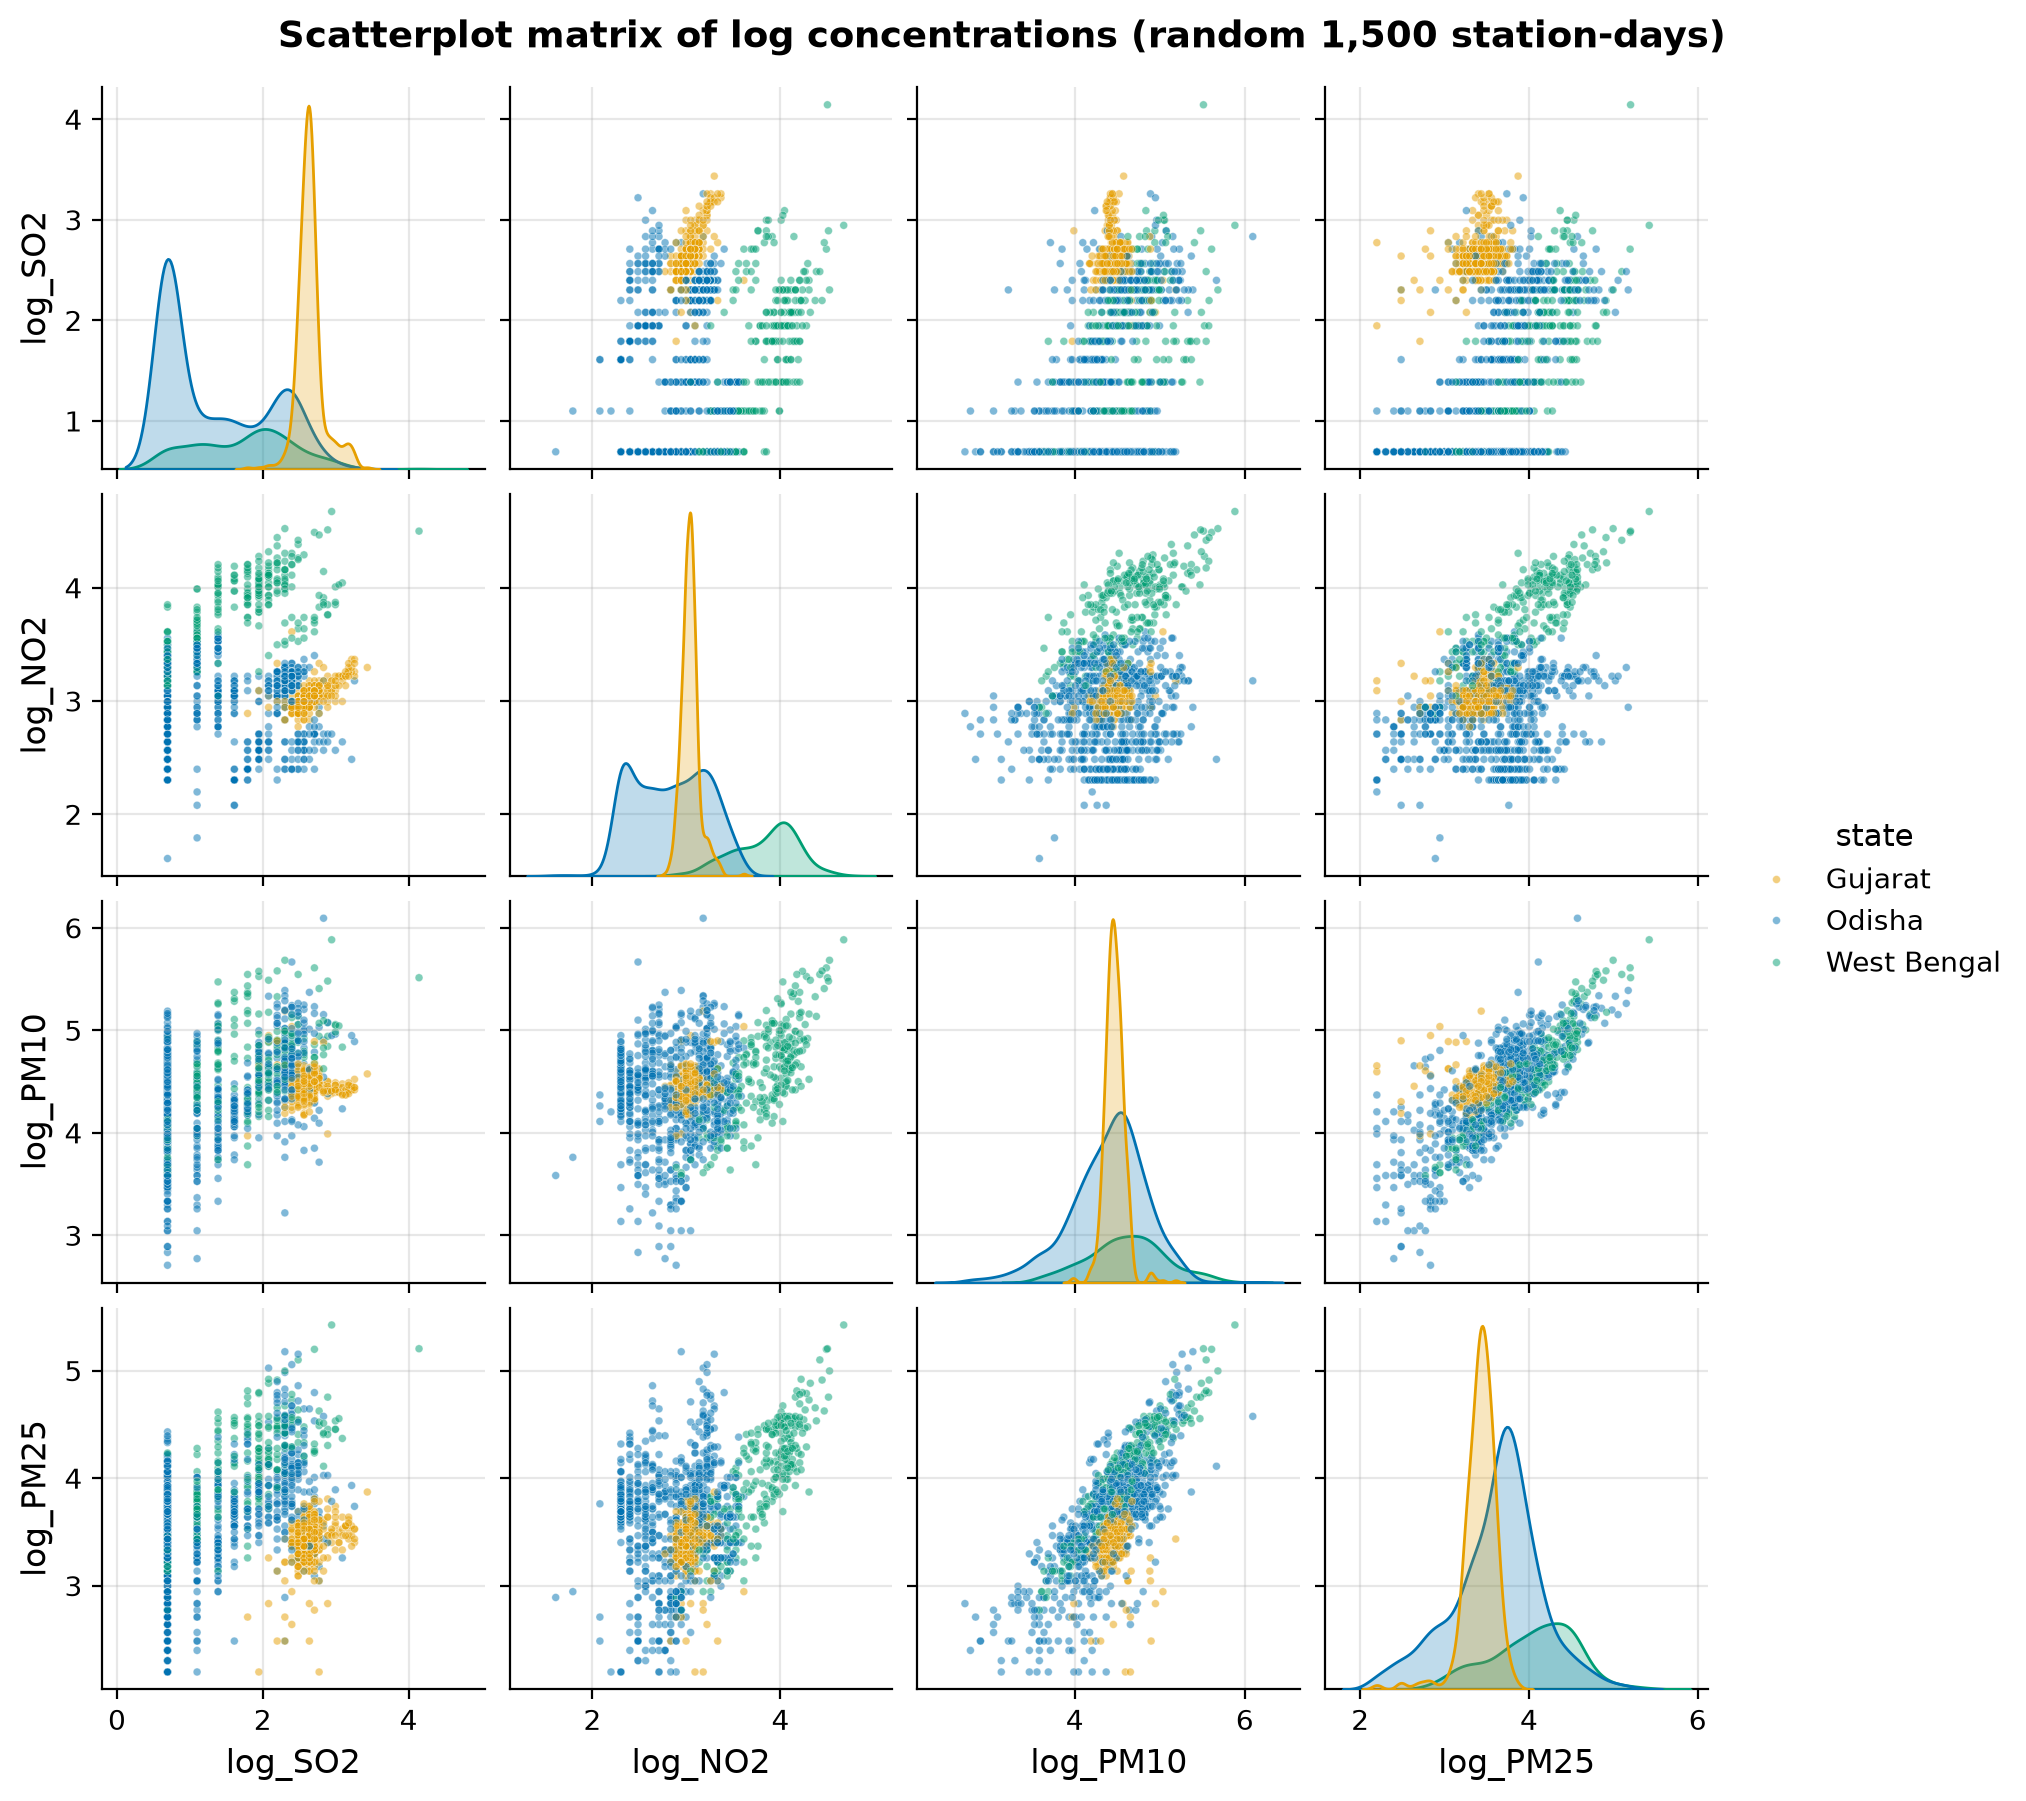 Scatterplot matrix of log concentrations (random 1,500 station-days)
log_SO2
4
3
2
1
log_NO2
4
3
2
log_PM10
6
5
4
3
log_PM25
5
4
3
0 2 4
2 4
4 6
2 4 6
log_SO2
log_NO2
log_PM10
log_PM25
state
Gujarat
Odisha
West Bengal